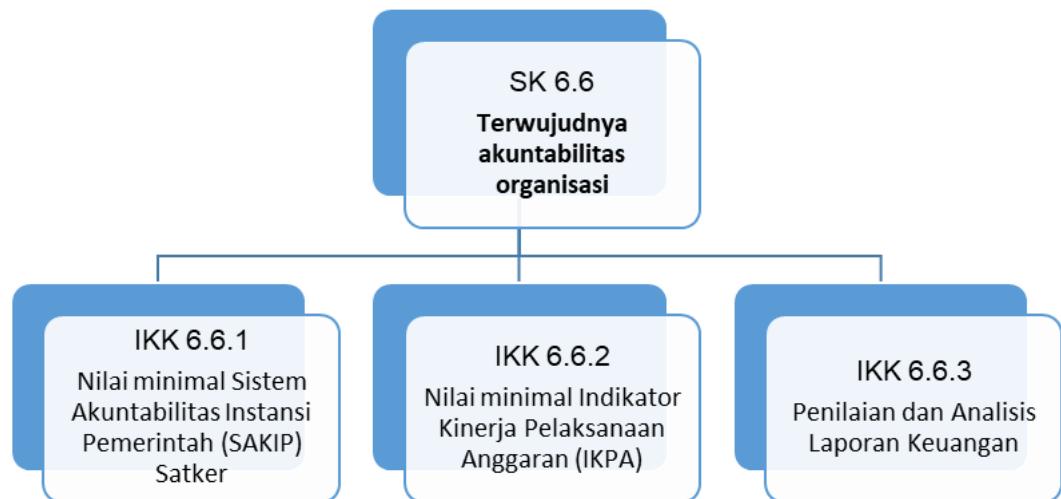 SK 6.6
Terwujudnya
akuntabilitas
organisasi
IKK 6.6.1
Nilai minimal Sistem
Akuntabilitas Instansi
Pemerintah (SAKIP)
Satker
IKK 6.6.2
Nilai minimal Indikator
Kinerja Pelaksanaan
Anggaran (IKPA)
IKK 6.6.3
Penilaian dan Analisis
Laporan Keuangan